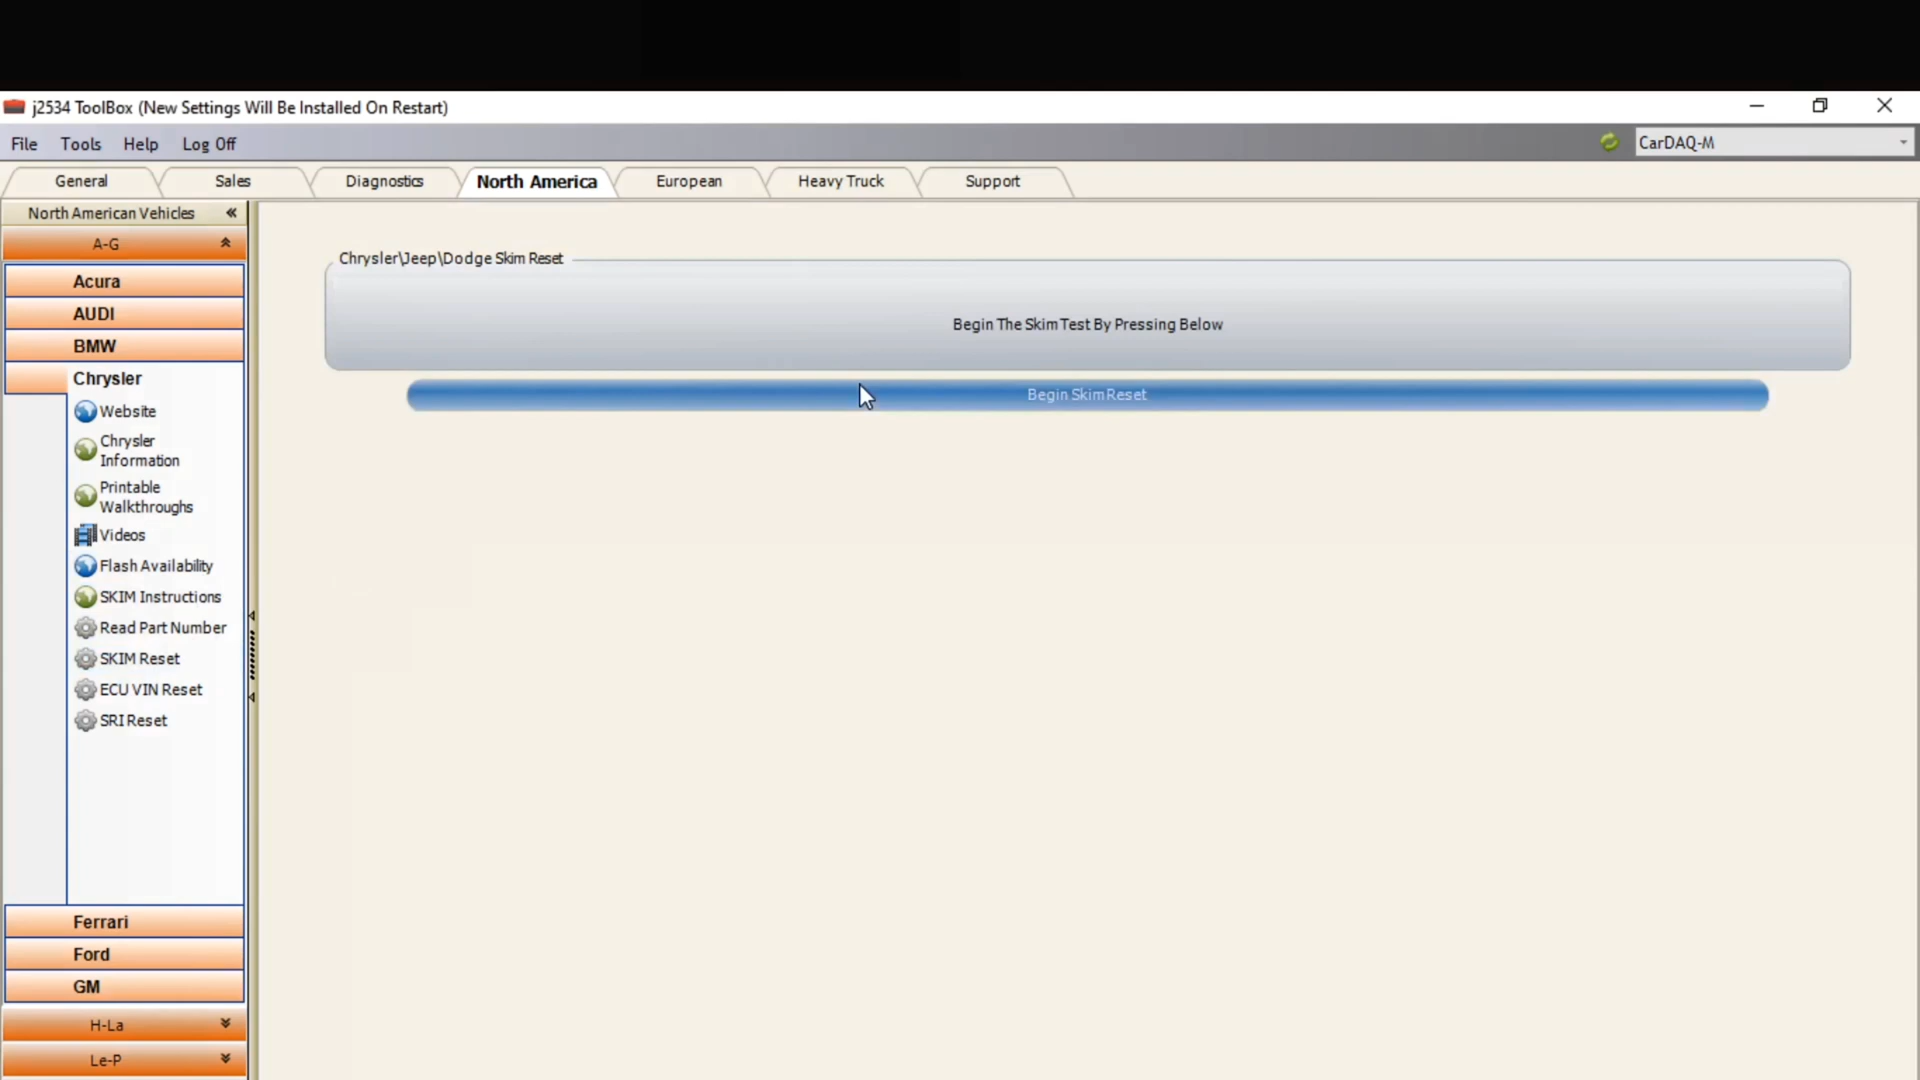 j2534 ToolBox (New Settings Will Be Installed On Restart)
File Tools Help Log Off
CarDAQ-M
General Sales Diagnostics North America European Heavy Truck Support
North American Vehicles «
A-G
Acura
AUDI
BMW
Chrysler
Website
Chrysler
Information
Printable
Walkthroughs
Videos
Flash Availability
SKIM Instructions
Read Part Number
SKIM Reset
ECU VIN Reset
SRI Reset
Ferrari
Ford
GM
H-La
Le-P
Chrysler\Jeep\Dodge Skim Reset
Begin The Skim Test By Pressing Below
Begin Skim Reset